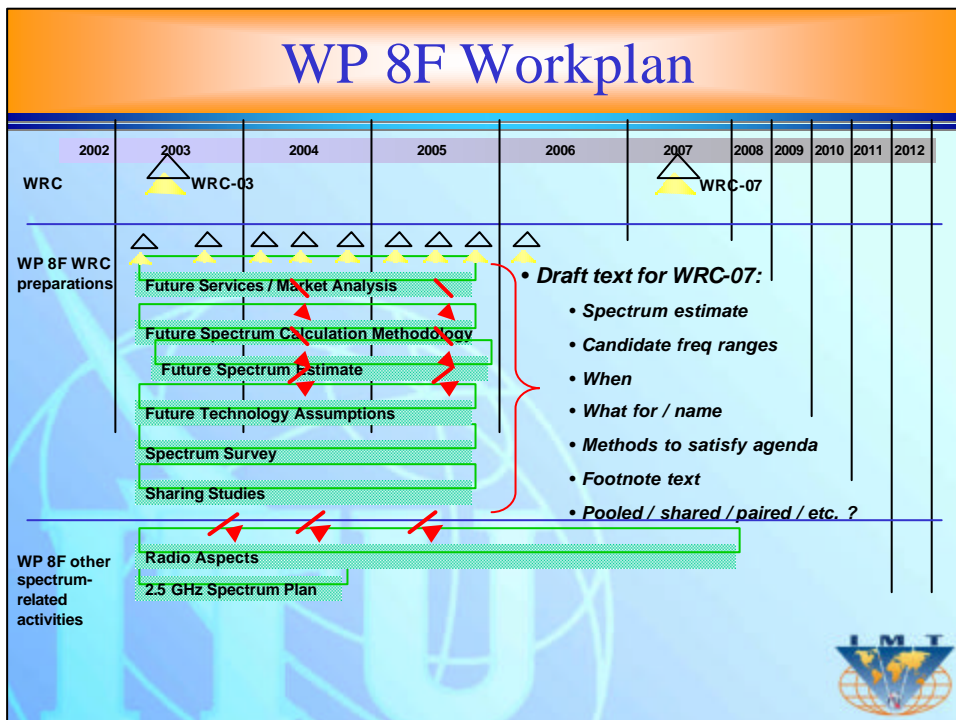 WP 8F Workplan
2002 2003 2004 2005 2006 2007 2008 2009 2010 2011 2012
WRC
WRC-03
WRC-07
WP 8F WRC
preparations
Future Services / Market Analysis
Future Spectrum Calculation Methodology
Future Spectrum Estimate
Future Technology Assumptions
Spectrum Survey
Sharing Studies
• Draft text for WRC-07:
• Spectrum estimate
• Candidate freq ranges
• When
• What for / name
• Methods to satisfy agenda
• Footnote text
• Pooled / shared / paired / etc. ?
WP 8F other
spectrum-
related
activities
Radio Aspects
2.5 GHz Spectrum Plan
ITU
I M T